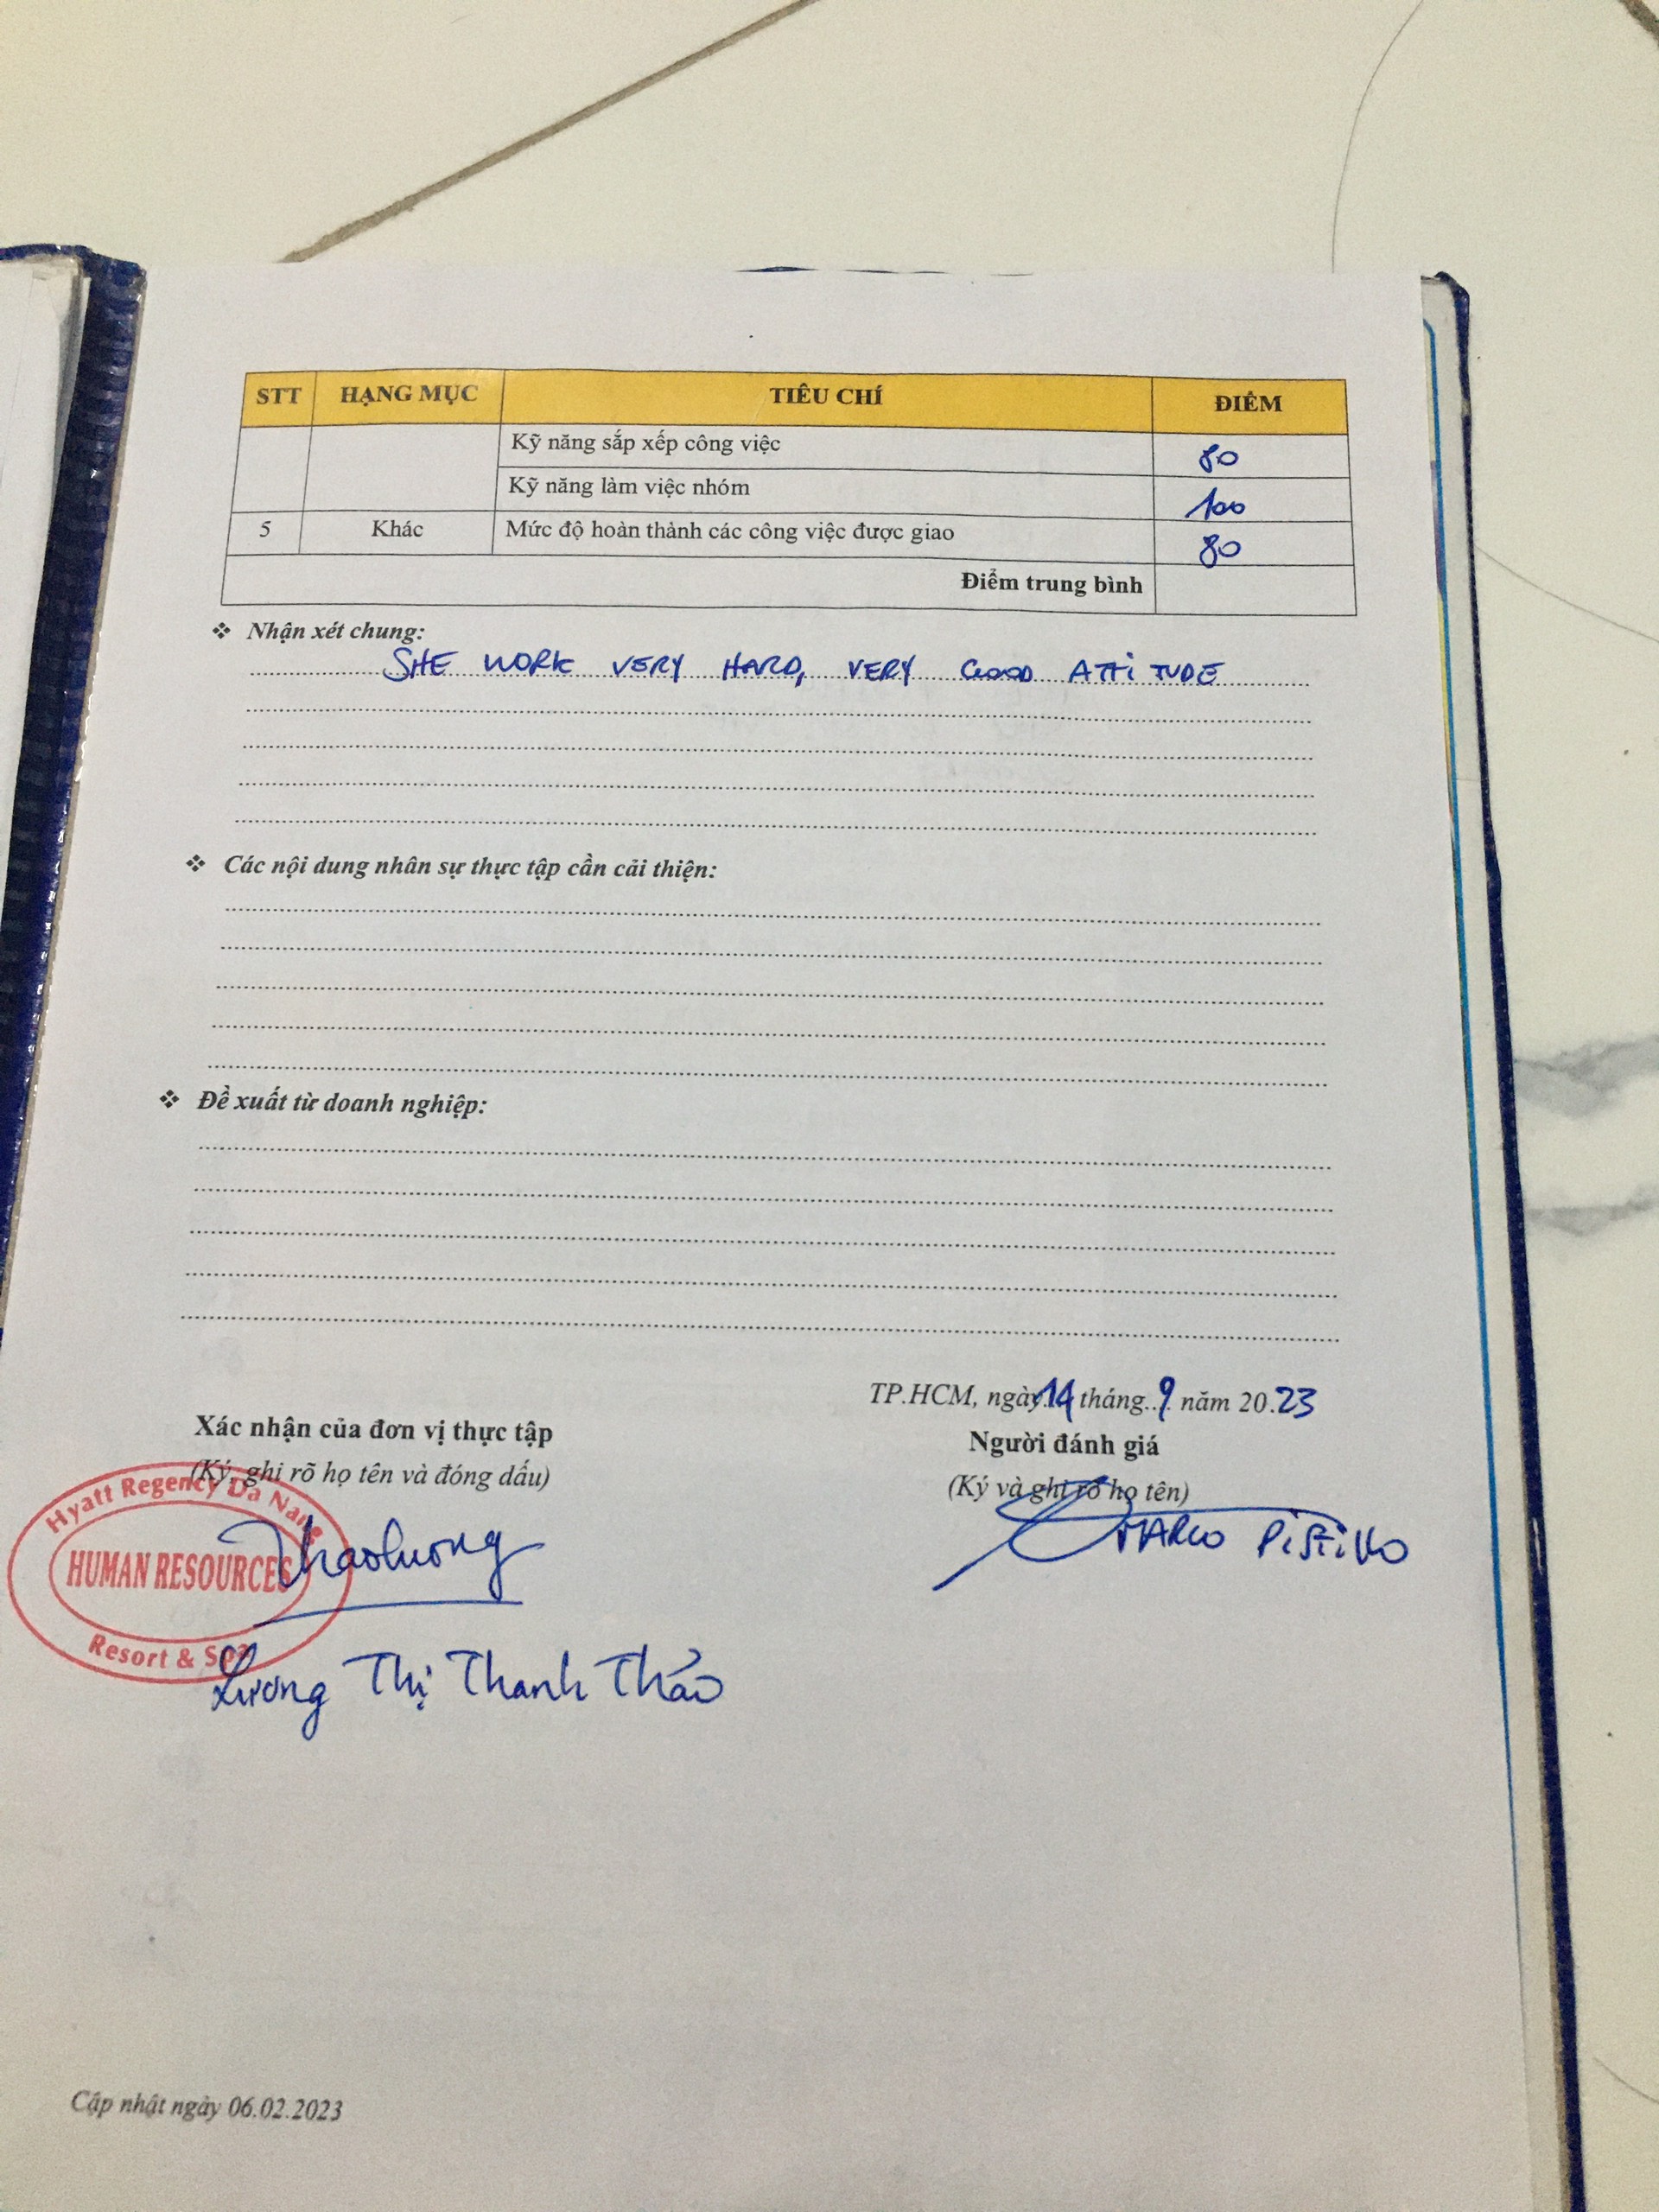 STT HẠNG MỤC TIÊU CHÍ ĐIỂM
Kỹ năng sắp xếp công việc 80
Kỹ năng làm việc nhóm 100
5 Khác Mức độ hoàn thành các công việc được giao 80
Điểm trung bình
❖ Nhận xét chung:
SHE WORK VERY HARD, VERY GOOD ATTITUDE
❖ Các nội dung nhân sự thực tập cần cải thiện:
❖ Đề xuất từ doanh nghiệp:
TP.HCM, ngày 14 tháng 9 năm 2023
Xác nhận của đơn vị thực tập
(Ký, ghi rõ họ tên và đóng dấu)
Người đánh giá
(Ký và ghi rõ họ tên)
Hyatt Regency Da Nang
HUMAN RESOURCES
Resort & Spa
Thaoluong
Lương Thị Thanh Thảo
MARCO
Cập nhật ngày 06.02.2023